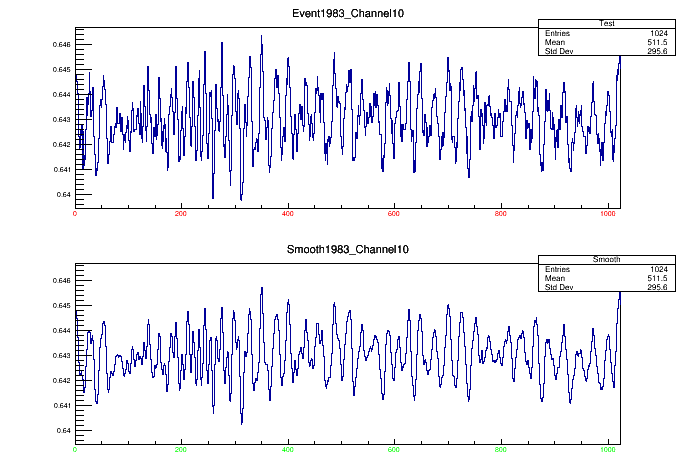 Event1983_Channel10
Test
Entries 1024
Mean 511.5
Std Dev 295.6
0.646
0.645
0.644
0.643
0.642
0.641
0.64
0 200 400 600 800 1000
Smooth1983_Channel10
Smooth
Entries 1024
Mean 511.5
Std Dev 295.6
0.646
0.645
0.644
0.643
0.642
0.641
0.64
0 200 400 600 800 1000